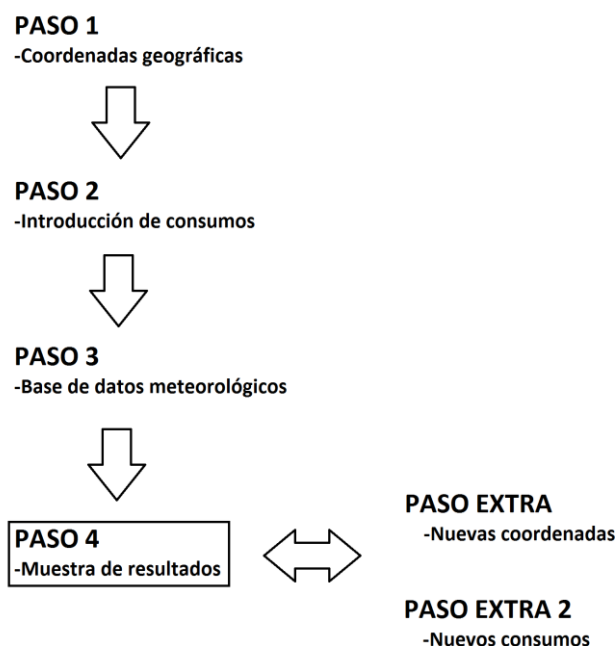 PASO 1
-Coordenadas geográficas
PASO 2
-Introducción de consumos
PASO 3
-Base de datos meteorológicos
PASO 4
-Muestra de resultados
PASO EXTRA
-Nuevas coordenadas
PASO EXTRA 2
-Nuevos consumos